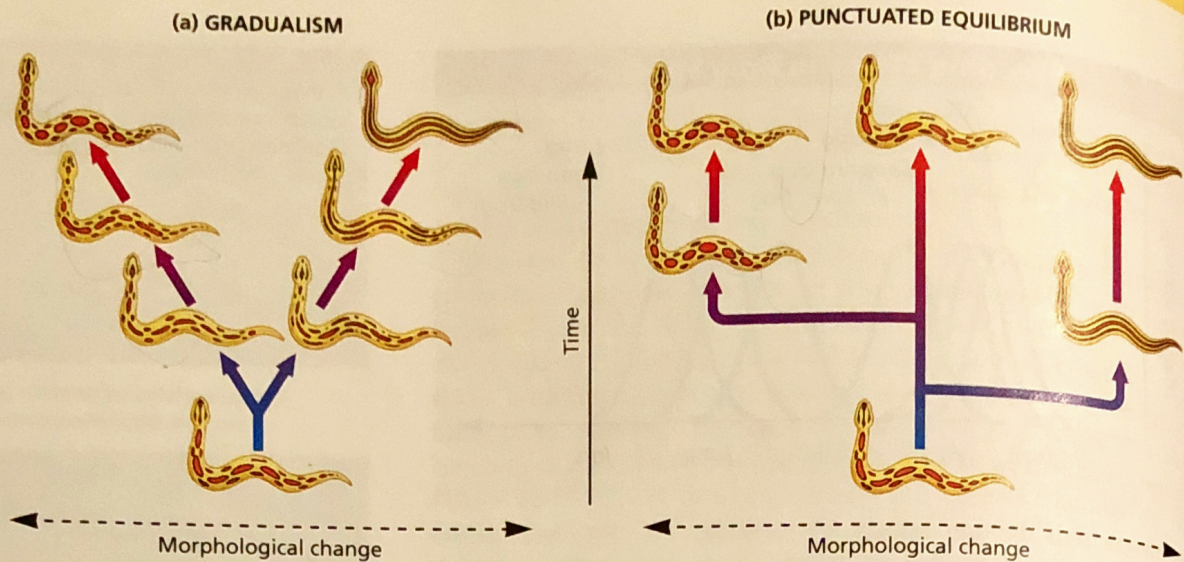 (a) GRADUALISM
(b) PUNCTUATED EQUILIBRIUM
Time
Morphological change
Morphological change